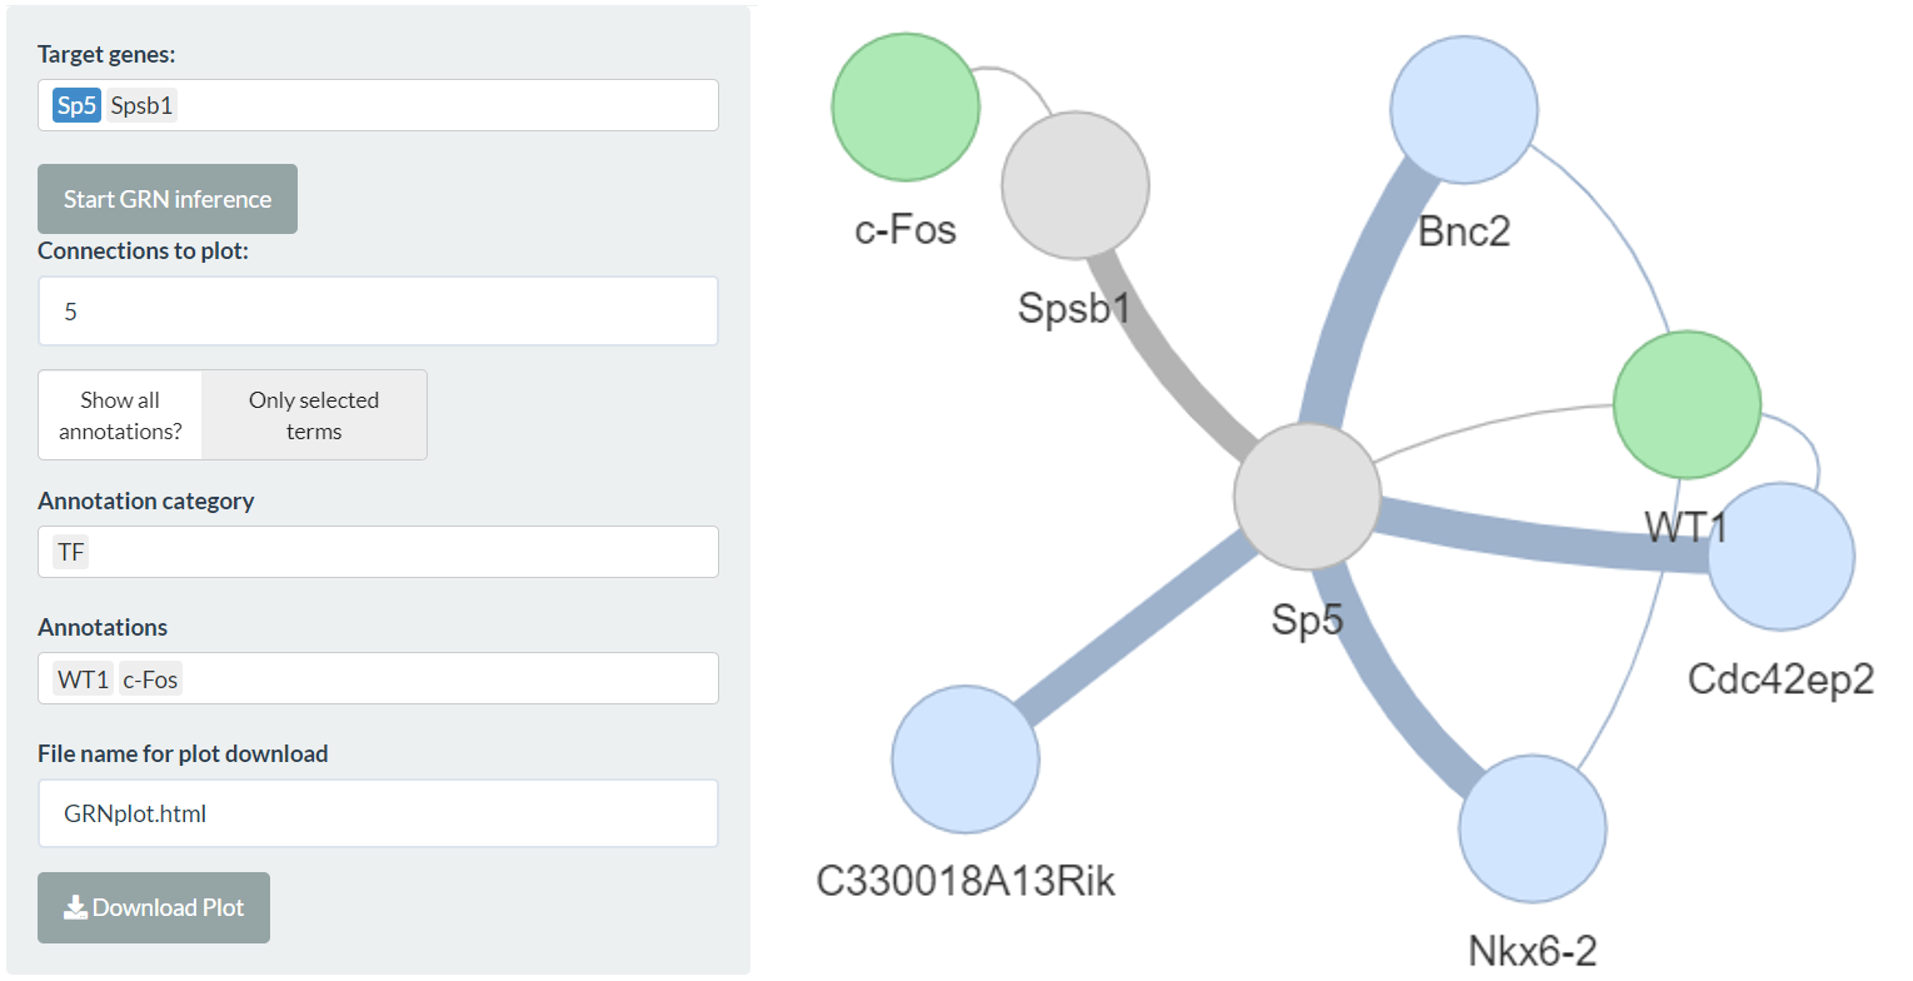 Target genes:
Sp5 Spsb1
Start GRN inference
Connections to plot:
5
Show all
annotations?
Only selected
terms
Annotation category
TF
Annotations
WT1 c-Fos
File name for plot download
GRNplot.html
Download Plot
c-Fos
Spsb1
Bnc2
WT1
Sp5
Cdc42ep2
C330018A13Rik
Nkx6-2